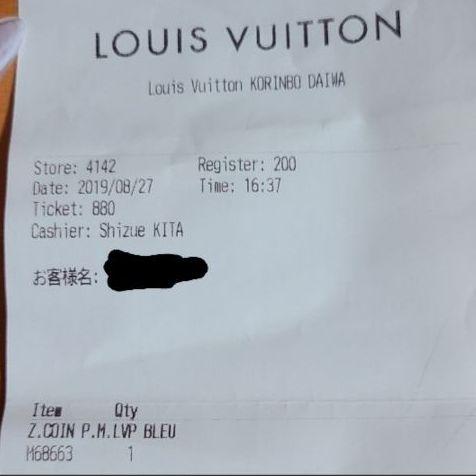 LOUIS VUITTON
Louis Vuitton KORINBO DAIWA
Store: 4142 Register: 200
Date: 2019/08/27 Time: 16:37
Ticket: 880
Cashier: Shizue KITA
お客様名:
Item Qty
Z.COIN P.M.LVP BLEU
M68663 1